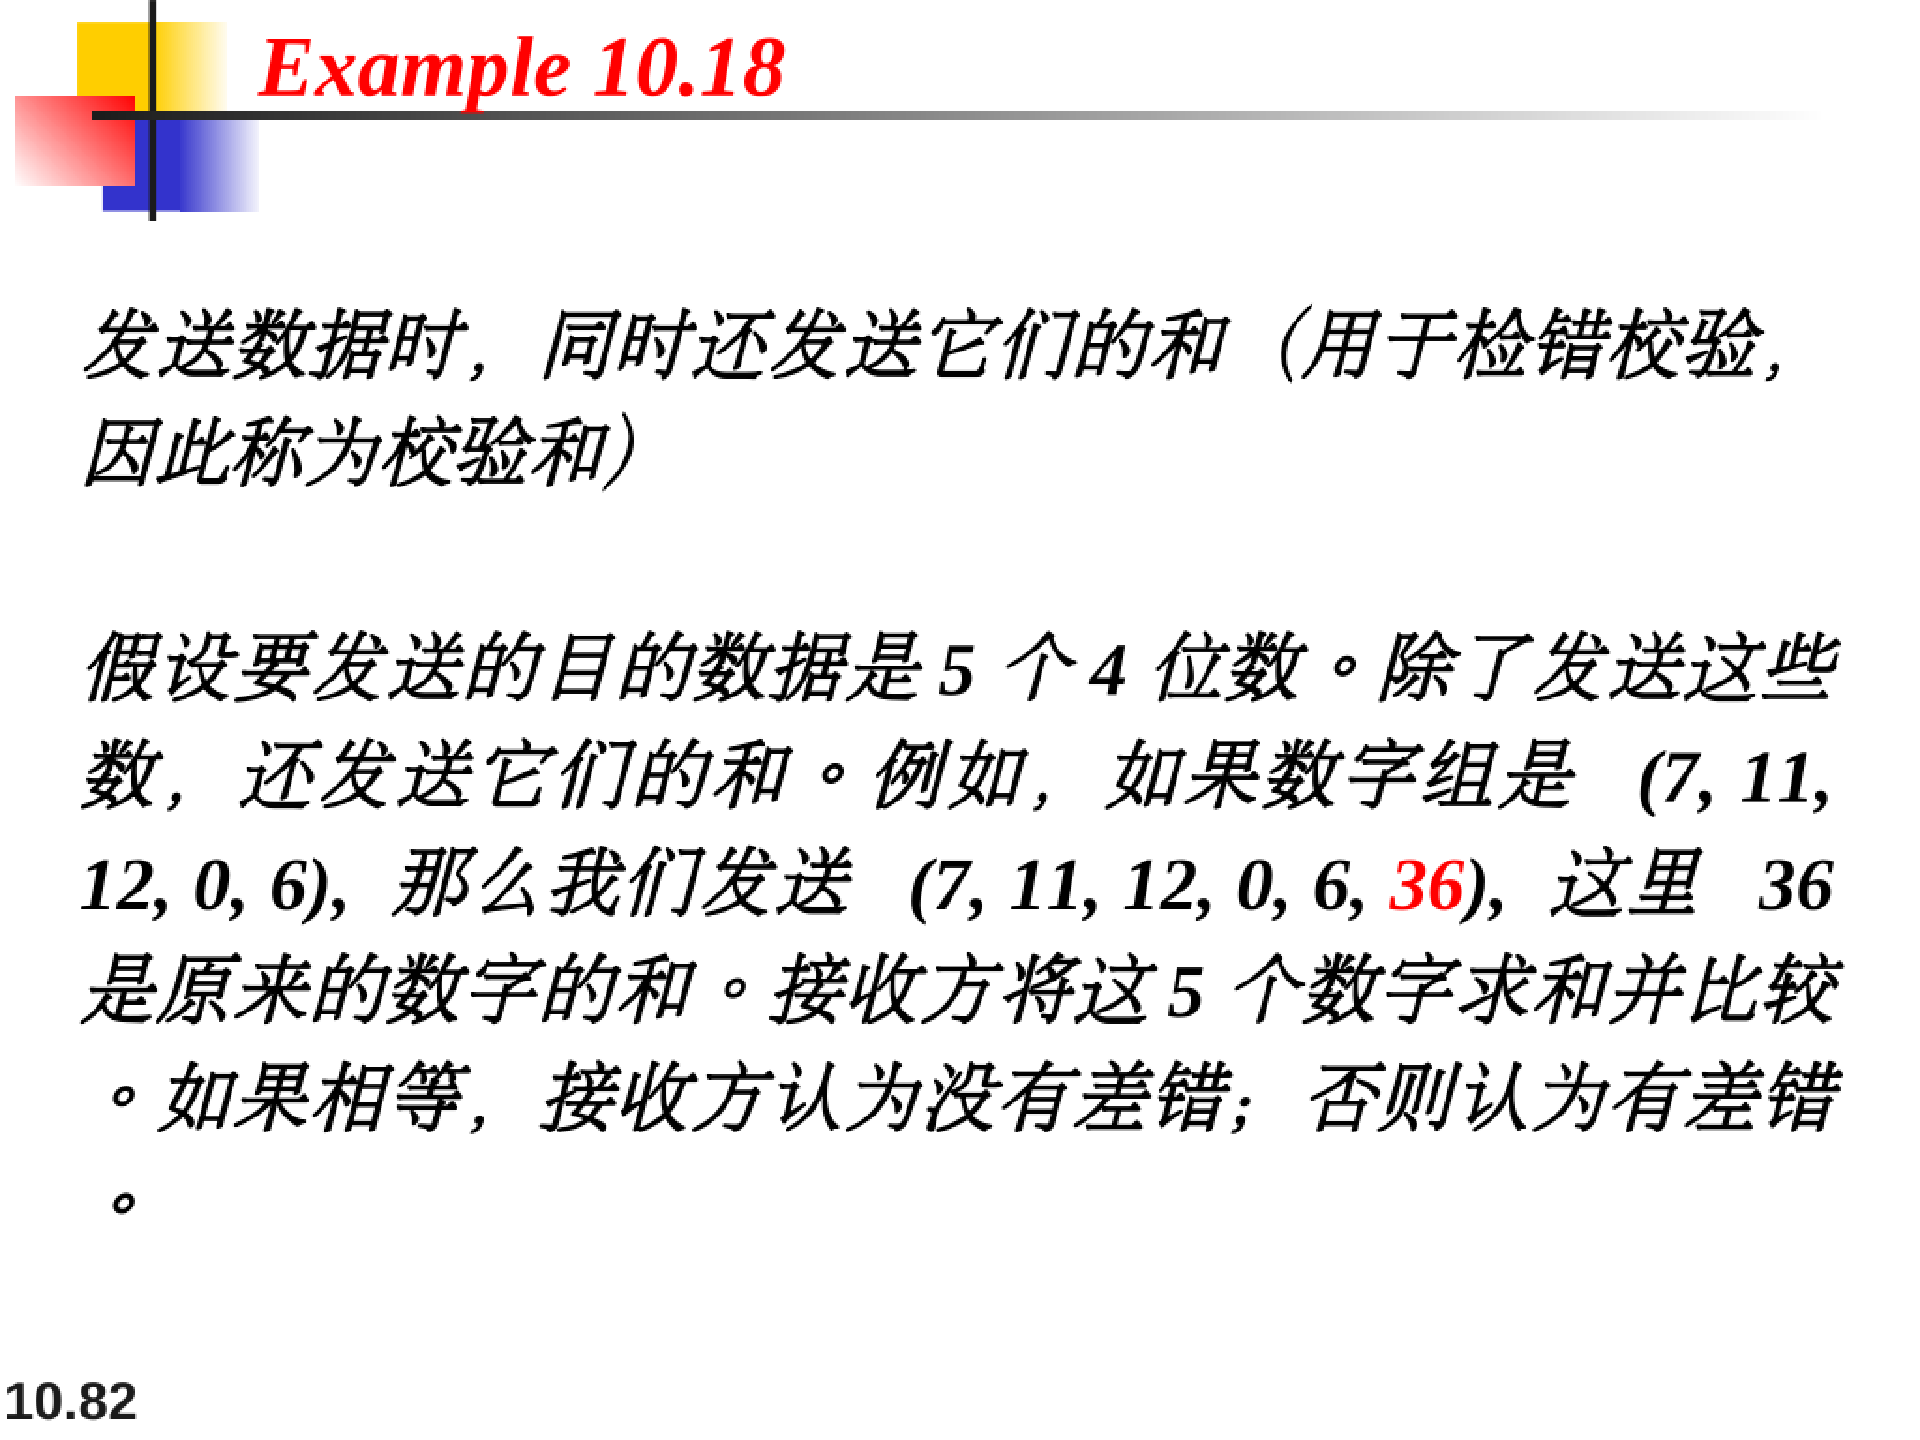 Example 10.18
发送数据时，同时还发送它们的和（用于检错校验，
因此称为校验和）
假设要发送的目的数据是 5 个 4 位数。除了发送这些
数，还发送它们的和。例如，如果数字组是 (7, 11,
12, 0, 6), 那么我们发送 (7, 11, 12, 0, 6, 36), 这里 36
是原来的数字的和。接收方将这 5 个数字求和并比较
。如果相等，接收方认为没有差错；否则认为有差错
。
10.82